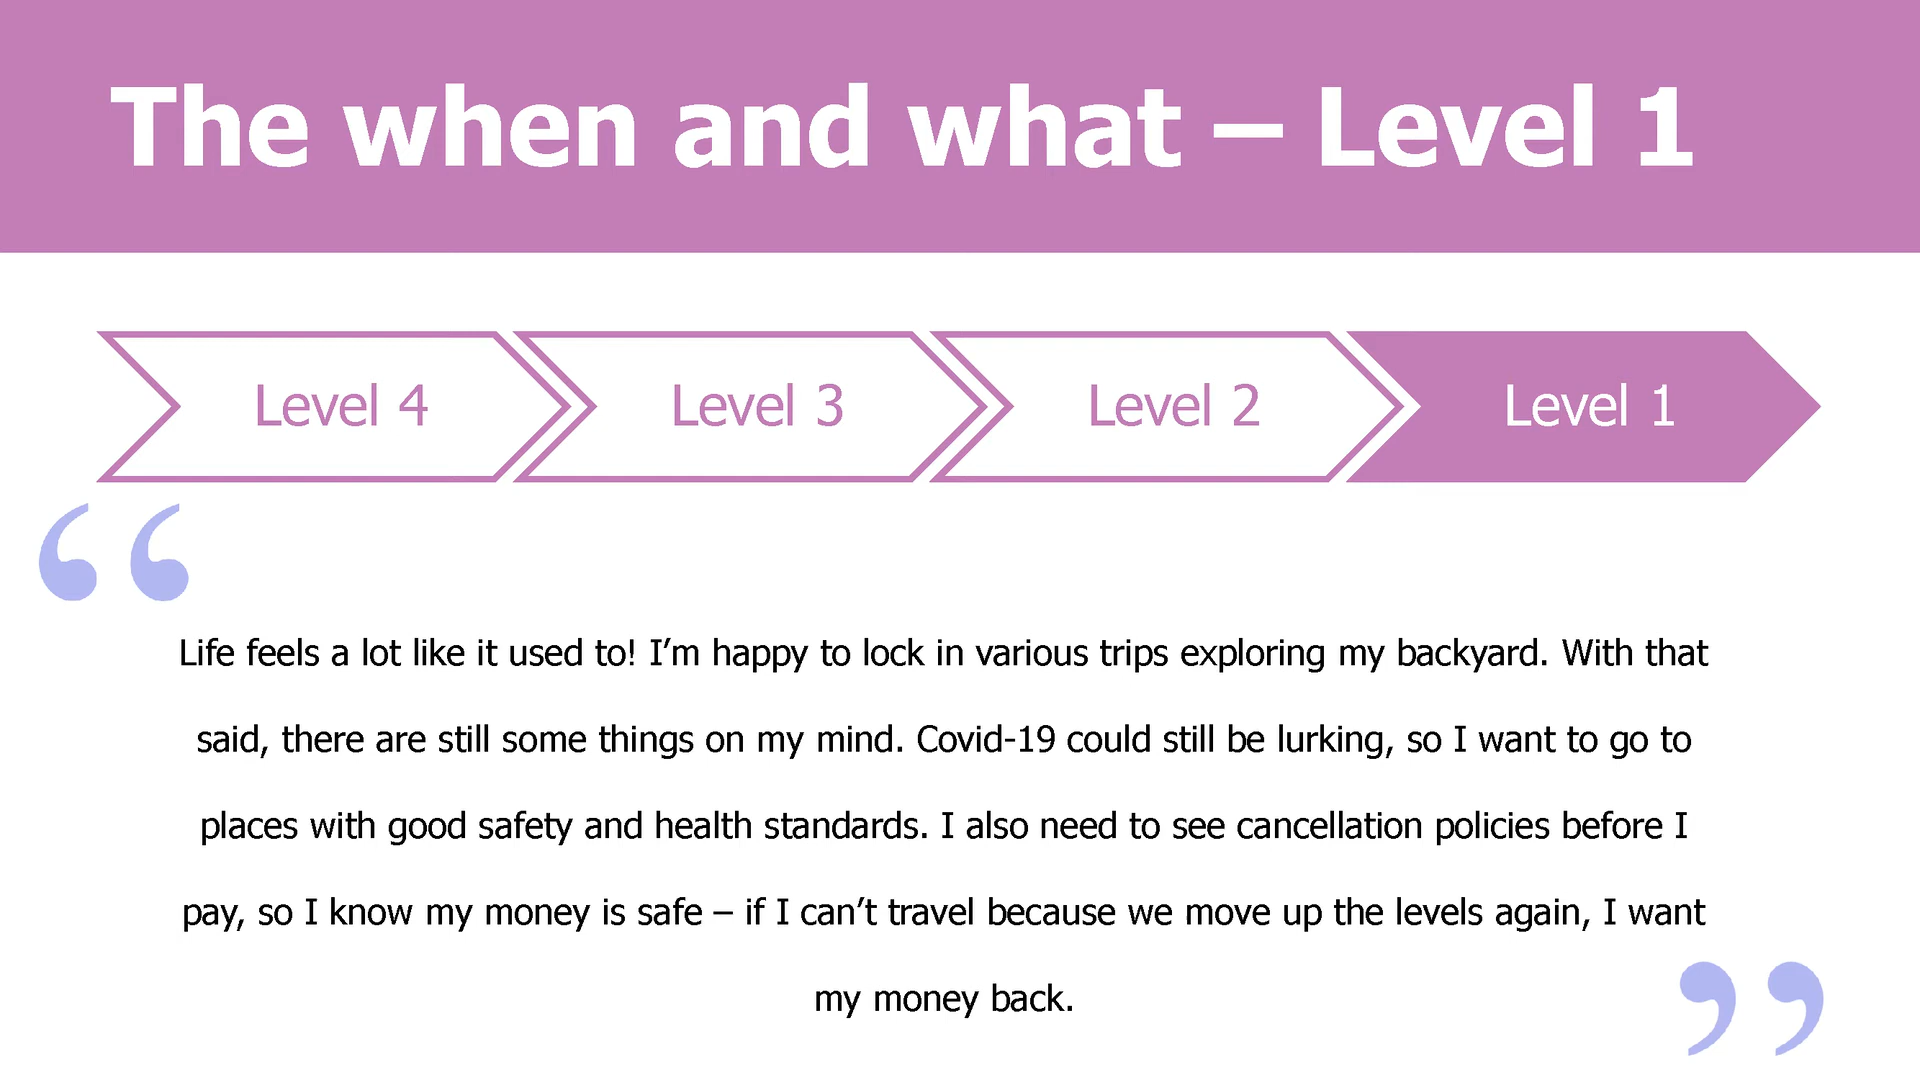 The when and what – Level 1
Level 4
Level 3
Level 2
Level 1
“
Life feels a lot like it used to! I’m happy to lock in various trips exploring my backyard. With that
said, there are still some things on my mind. Covid-19 could still be lurking, so I want to go to
places with good safety and health standards. I also need to see cancellation policies before I
pay, so I know my money is safe – if I can’t travel because we move up the levels again, I want
my money back.
”